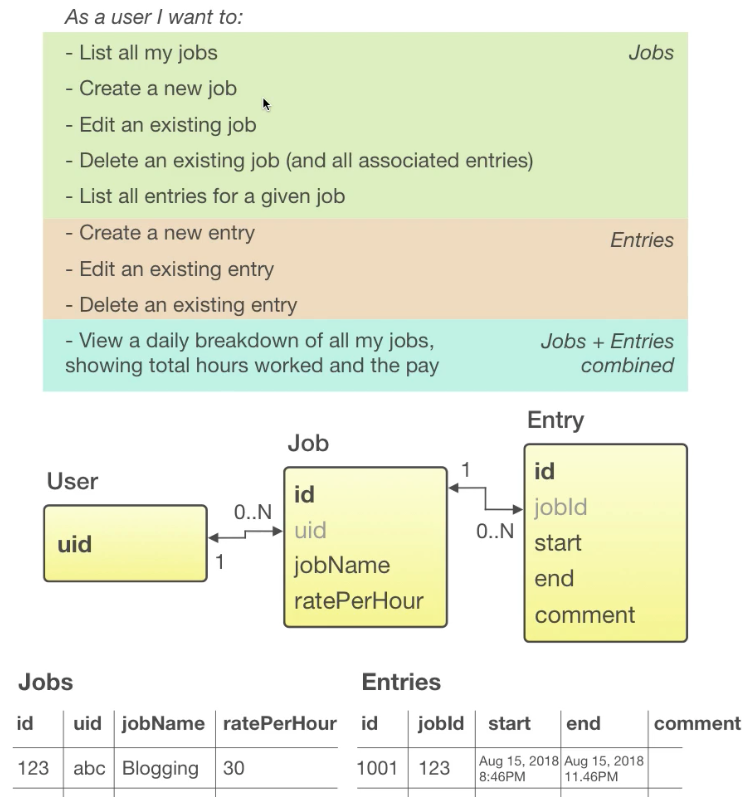 As a user I want to:
- List all my jobs
Jobs
- Create a new job
- Edit an existing job
- Delete an existing job (and all associated entries)
- List all entries for a given job
- Create a new entry
Entries
- Edit an existing entry
- Delete an existing entry
- View a daily breakdown of all my jobs,
showing total hours worked and the pay
Jobs + Entries
combined
User
uid
0..N
1
Job
id
uid
jobName
ratePerHour
1
0..N
Entry
id
jobId
start
end
comment
Jobs
id uid jobName ratePerHour
123 abc Blogging 30
Entries
id jobId start end comment
1001 123 Aug 15, 2018 8:46PM Aug 15, 2018 11.46PM